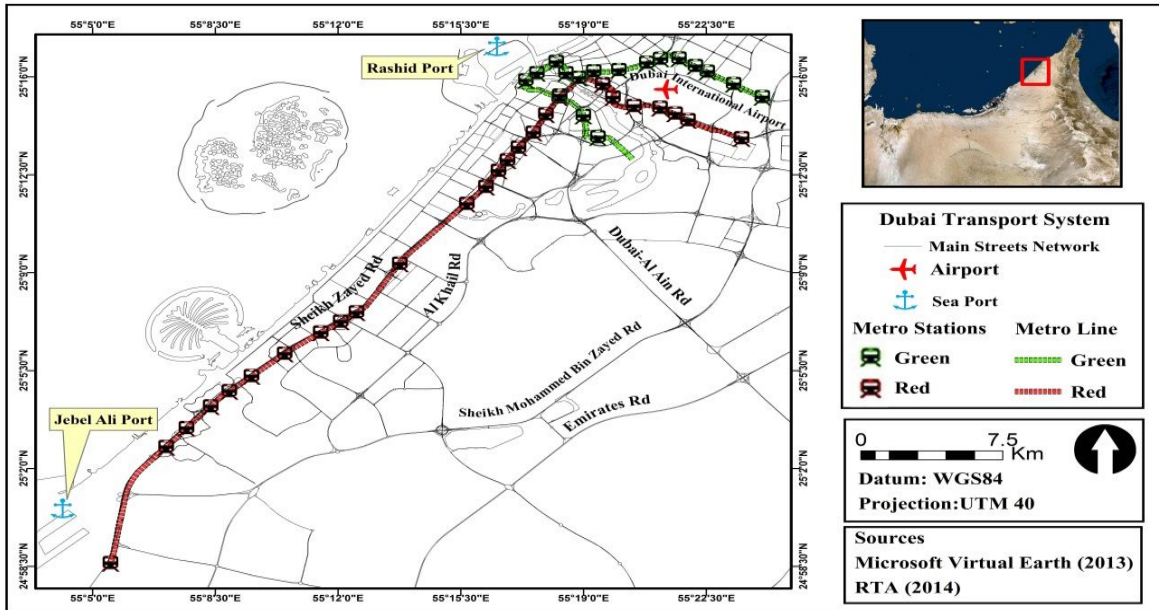 55°5'0"E 55°8'30"E 55°12'0"E 55°15'30"E 55°19'0"E 55°22'30"E
25°16'0"N
25°12'30"N
25°9'0"N
25°5'30"N
25°2'0"N
24°58'30"N
25°16'0"N
25°12'30"N
25°9'0"N
25°5'30"N
25°2'0"N
24°58'30"N
Rashid Port
Dubai International Airport
Sheikh Zayed Rd
Al Khail Rd
Dubai-Al Ain Rd
Sheikh Mohammed Bin Zayed Rd
Emirates Rd
Jebel Ali Port
55°5'0"E 55°8'30"E 55°12'0"E 55°15'30"E 55°19'0"E 55°22'30"E
Dubai Transport System
Main Streets Network
Airport
Sea Port
Metro Stations Metro Line
Green Green
Red Red
0 7.5
Km
Datum: WGS84
Projection:UTM 40
Sources
Microsoft Virtual Earth (2013)
RTA (2014)